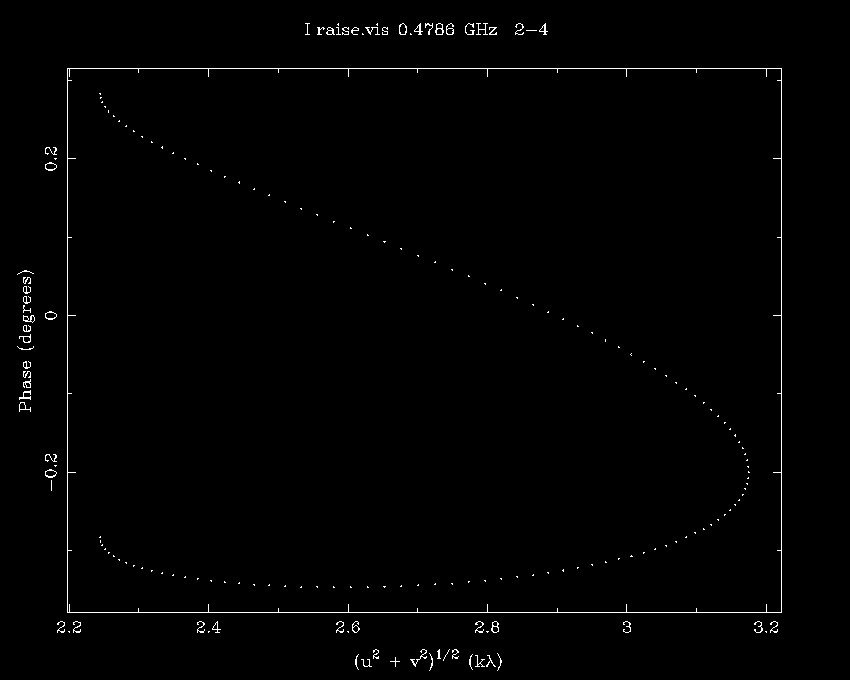 I raise.vis 0.4786 GHz 2−4
0.2
0
−0.2
Phase (degrees)
2.2 2.4 2.6 2.8 3 3.2
(u² + v²)^1/2 (kλ)